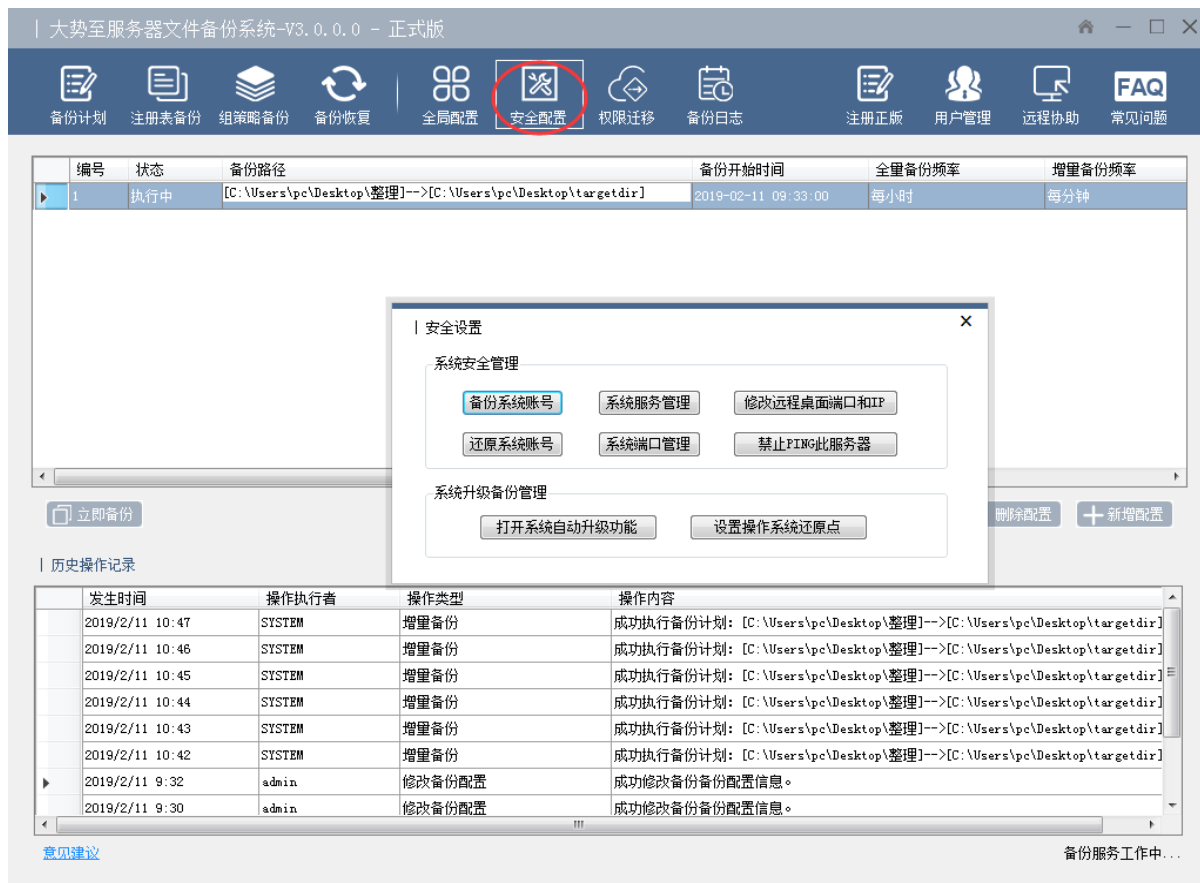 大势至服务器文件备份系统-V3.0.0.0 - 正式版
备份计划 注册表备份 组策略备份 备份恢复 全局配置 安全配置 权限迁移 备份日志 注册正版 用户管理 远程协助 FAQ 常见问题
编号 状态 备份路径 备份开始时间 全量备份频率 增量备份频率
1 执行中 [C:\Users\pc\Desktop\整理]-->[C:\Users\pc\Desktop\targetdir] 2019-02-11 09:33:00 每小时 每分钟
安全设置
系统安全管理
备份系统账号 系统服务管理 修改远程桌面端口和IP
还原系统账号 系统端口管理 禁止PING此服务器
系统升级备份管理
打开系统自动升级功能 设置操作系统还原点
立即备份 删除配置 新增配置
历史操作记录
发生时间 操作执行者 操作类型 操作内容
2019/2/11 10:47 SYSTEM 增量备份 成功执行备份计划: [C:\Users\pc\Desktop\整理]-->[C:\Users\pc\Desktop\targetdir]
2019/2/11 10:46 SYSTEM 增量备份 成功执行备份计划: [C:\Users\pc\Desktop\整理]-->[C:\Users\pc\Desktop\targetdir]
2019/2/11 10:45 SYSTEM 增量备份 成功执行备份计划: [C:\Users\pc\Desktop\整理]-->[C:\Users\pc\Desktop\targetdir]
2019/2/11 10:44 SYSTEM 增量备份 成功执行备份计划: [C:\Users\pc\Desktop\整理]-->[C:\Users\pc\Desktop\targetdir]
2019/2/11 10:43 SYSTEM 增量备份 成功执行备份计划: [C:\Users\pc\Desktop\整理]-->[C:\Users\pc\Desktop\targetdir]
2019/2/11 10:42 SYSTEM 增量备份 成功执行备份计划: [C:\Users\pc\Desktop\整理]-->[C:\Users\pc\Desktop\targetdir]
2019/2/11 9:32 admin 修改备份配置 成功修改备份备份配置信息。
2019/2/11 9:30 admin 修改备份配置 成功修改备份备份配置信息。
意见建议 备份服务工作中...